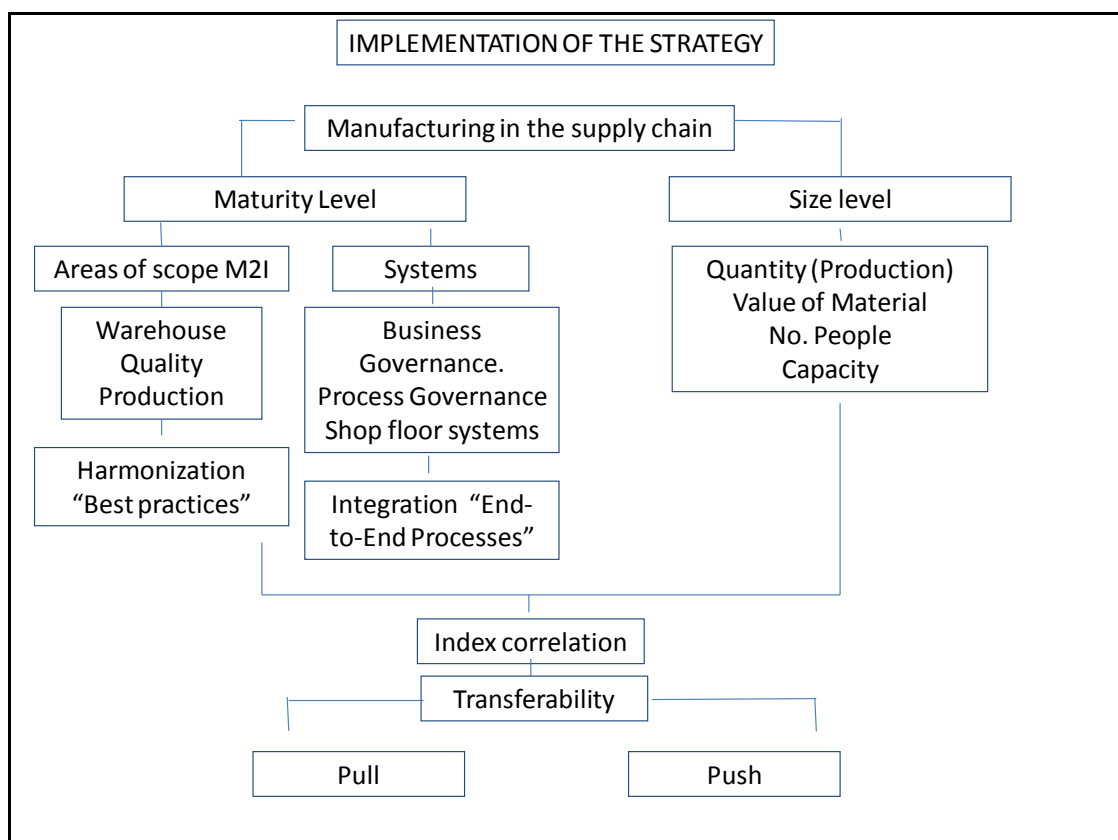 IMPLEMENTATION OF THE STRATEGY
Manufacturing in the supply chain
Maturity Level
Size level
Areas of scope M2I
Systems
Quantity (Production)
Value of Material
No. People
Capacity
Warehouse
Quality
Production
Business
Governance.
Process Governance
Shop floor systems
Harmonization
“Best practices”
Integration “End-
to-End Processes”
Index correlation
Transferability
Pull
Push